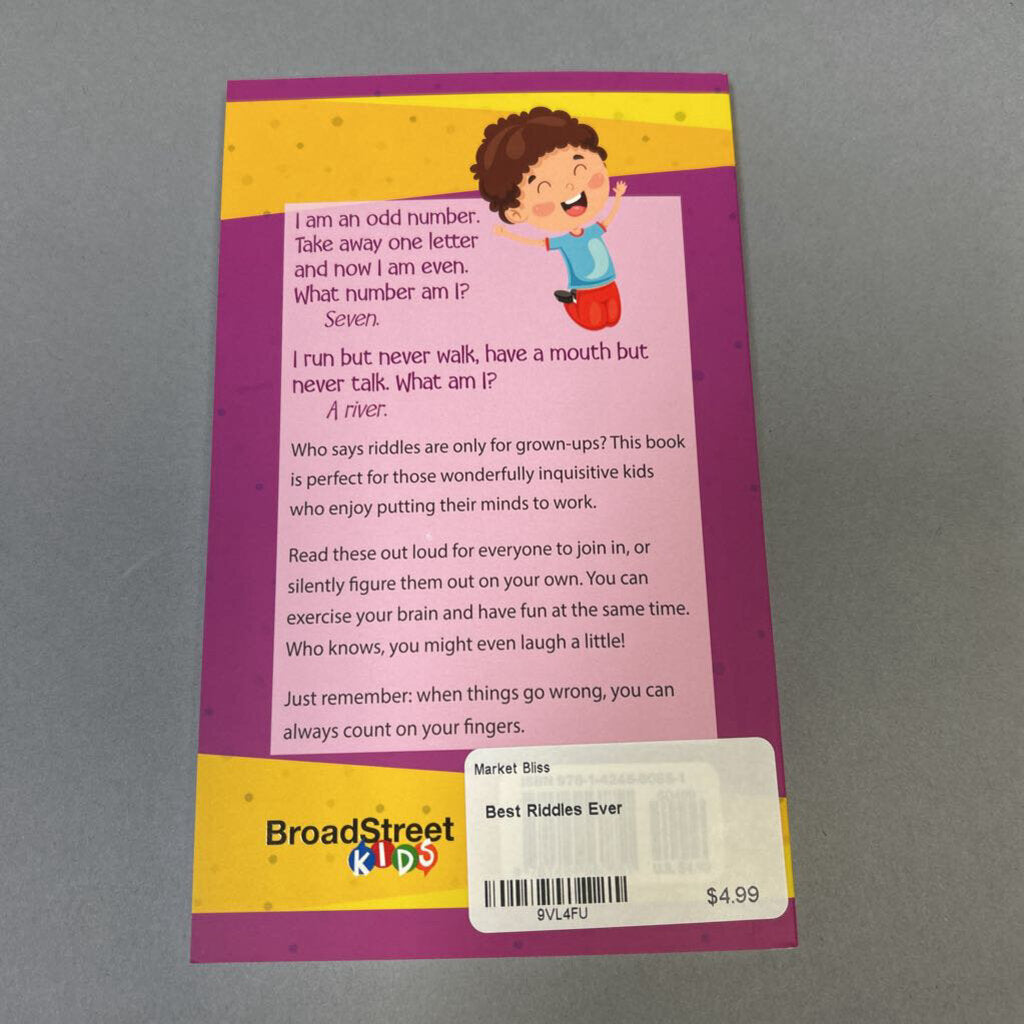 I am an odd number.
Take away one letter
and now I am even.
What number am I?
Seven.
I run but never walk, have a mouth but
never talk. What am I?
A river.
Who says riddles are only for grown-ups? This book
is perfect for those wonderfully inquisitive kids
who enjoy putting their minds to work.
Read these out loud for everyone to join in, or
silently figure them out on your own. You can
exercise your brain and have fun at the same time.
Who knows, you might even laugh a little!
Just remember: when things go wrong, you can
always count on your fingers.
BroadStreet
KIDS
Market Bliss
Best Riddles Ever
9VL4FU
$4.99